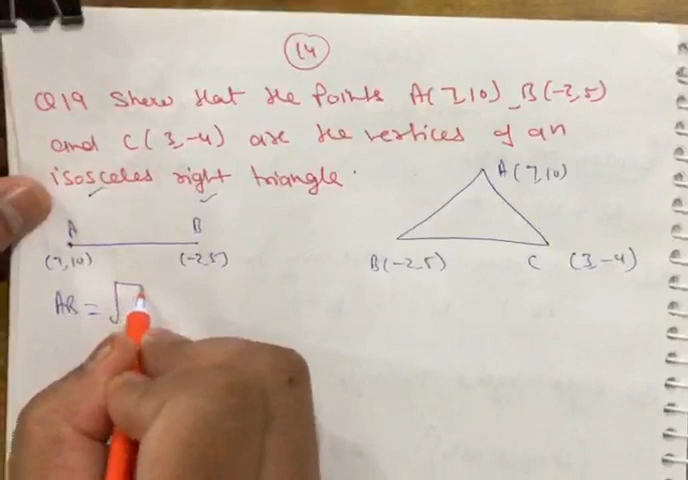 14
Q19 Show that the Points A(7,10), B(-2,5)
and C(3,-4) are the vertices of an
isosceles right triangle.
A B
(7,10) (-2,5)
AB = √
A(7,10)
B(-2,5) C (3,-4)